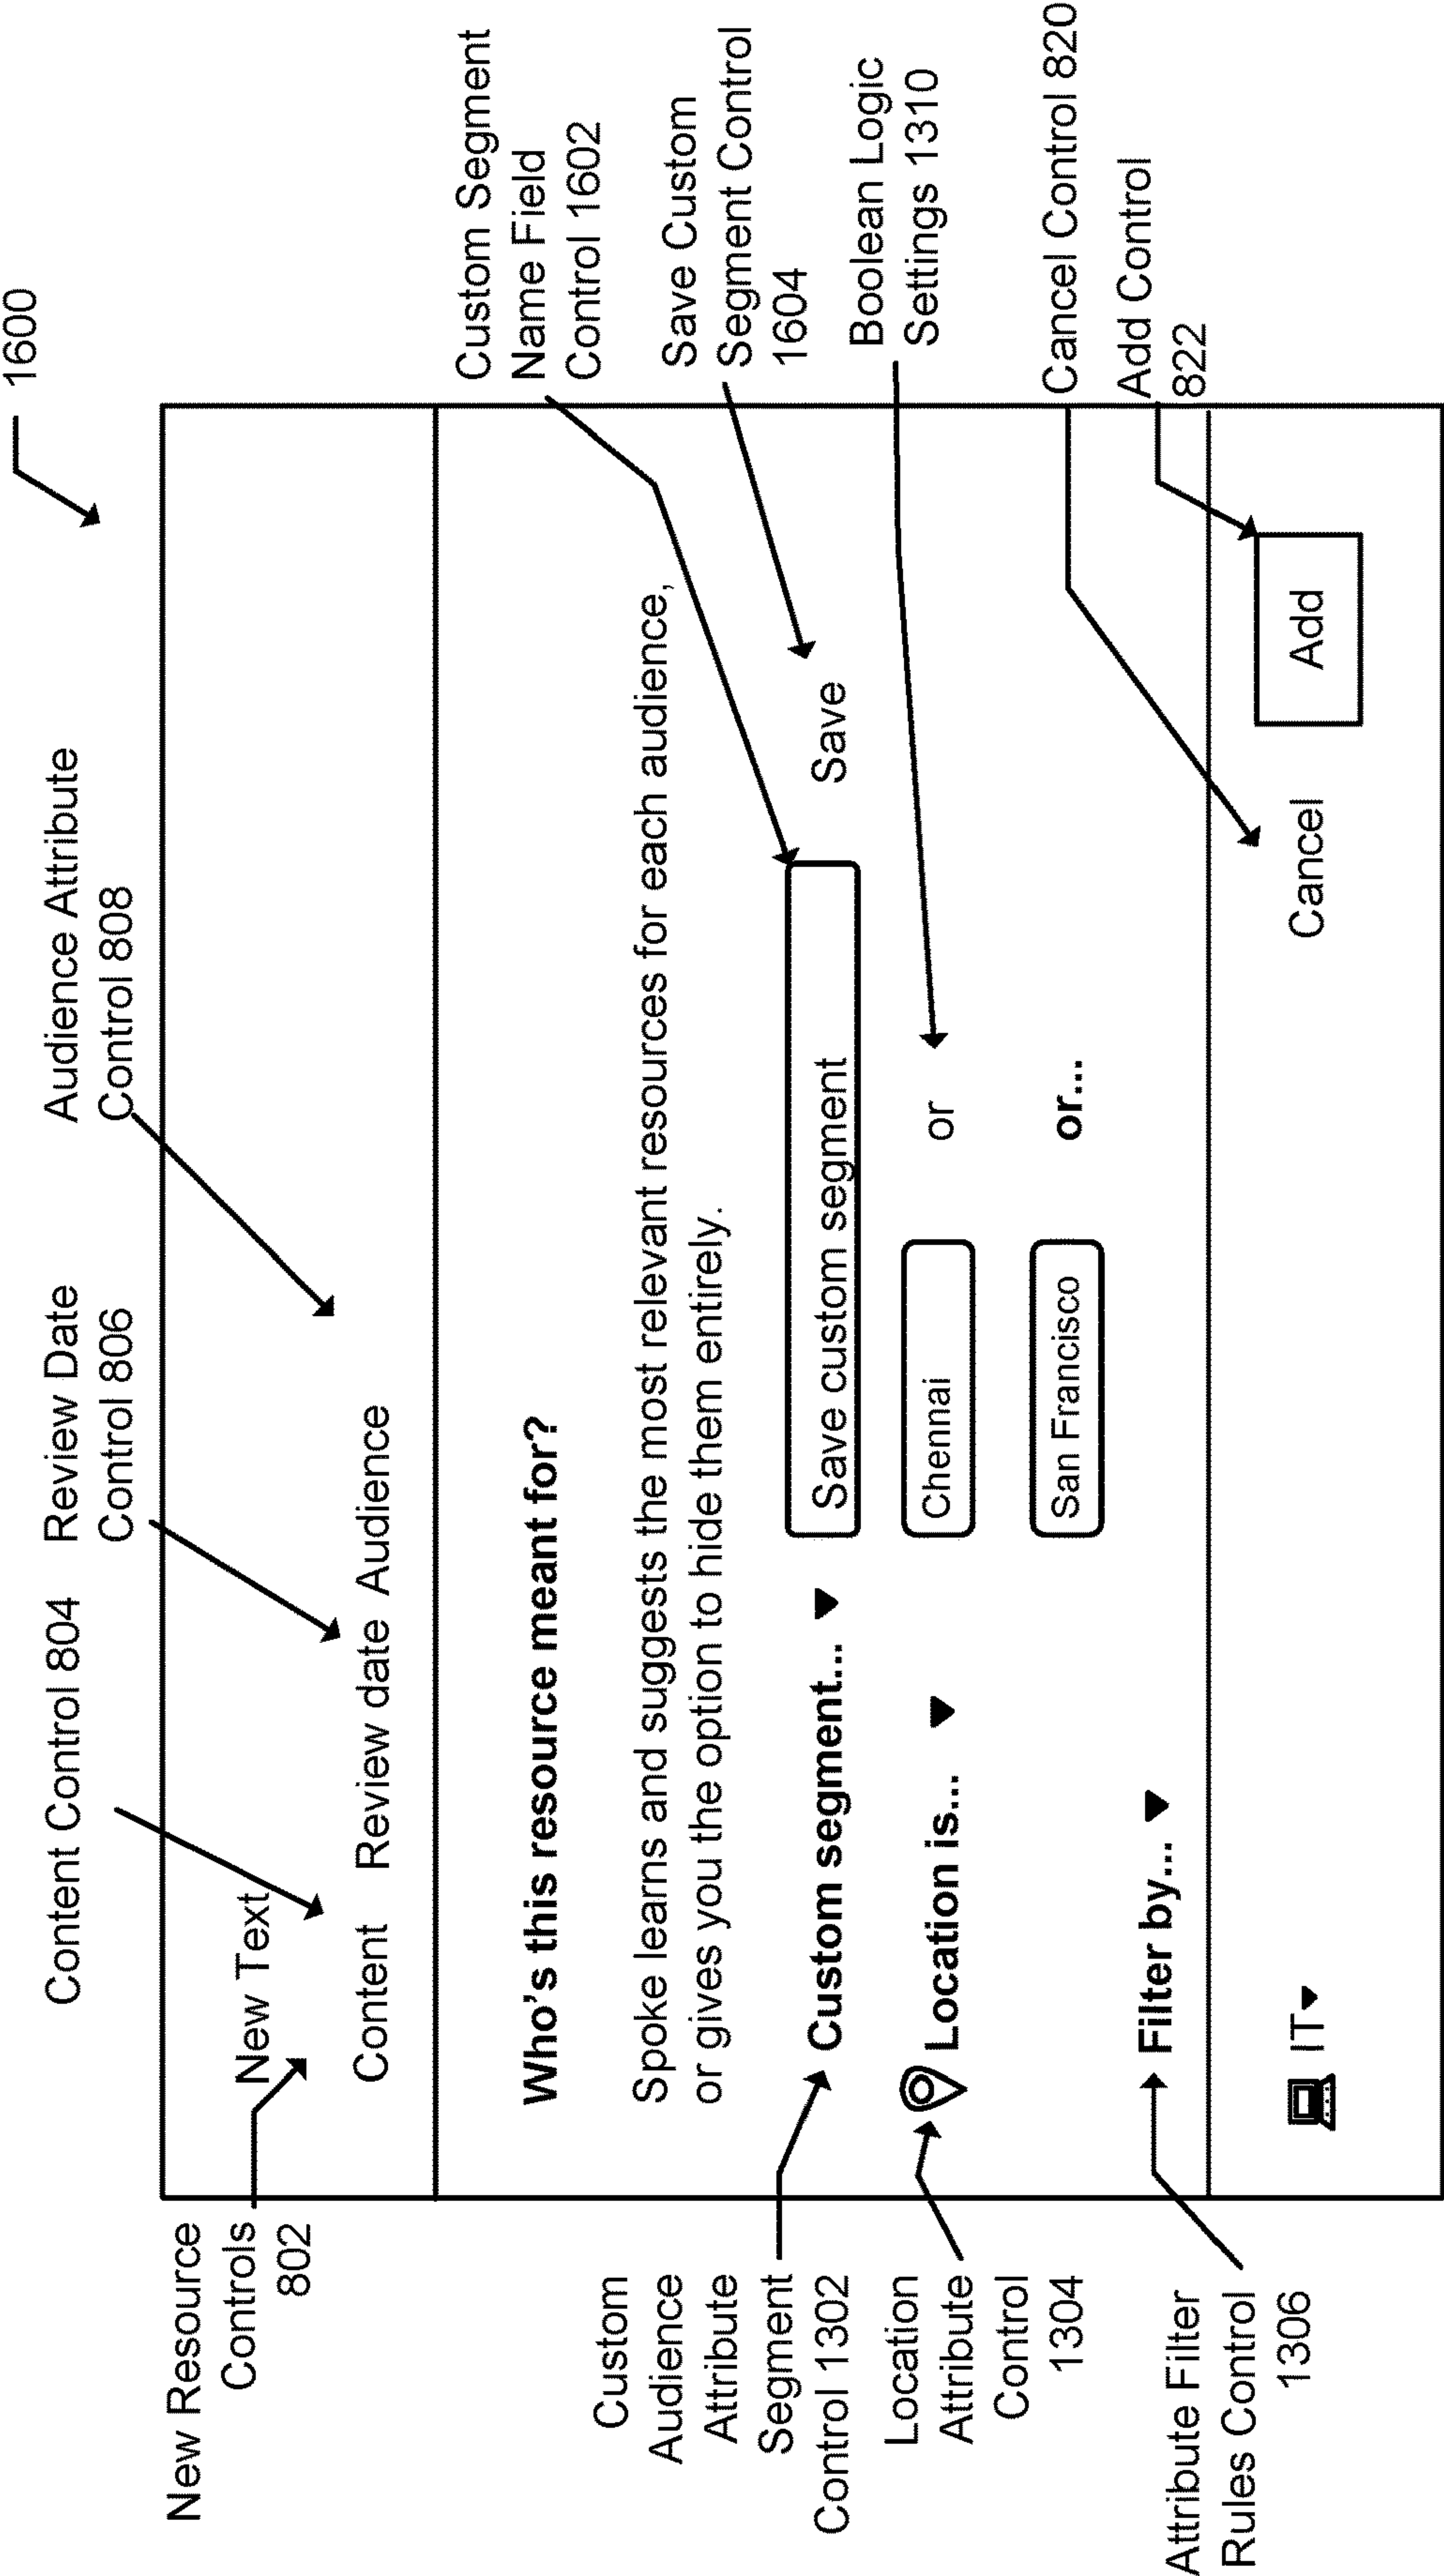 1600
Content Control 804
Review Date
Control 806
Audience Attribute
Control 808
New Resource
Controls
802
New Text
Content
Review date
Audience
Who's this resource meant for?
Spoke learns and suggests the most relevant resources for each audience,
or gives you the option to hide them entirely.
Custom Segment
Name Field
Control 1602
Custom
Audience
Attribute
Segment
Control 1302
Custom segment...
Save custom segment
Save
Save Custom
Segment Control
1604
Location
Attribute
Control
1304
Location is...
Chennai
or
Boolean Logic
Settings 1310
San Francisco
or...
Attribute Filter
Rules Control
1306
Filter by...
IT
Cancel
Add
Cancel Control 820
Add Control
822